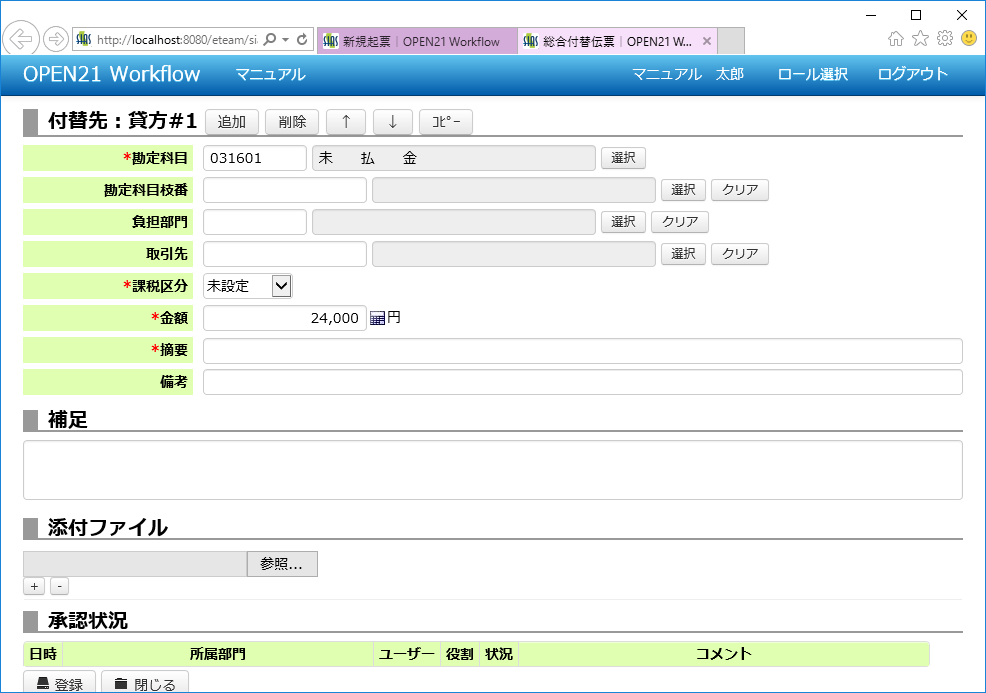 http://localhost:8080/eteam/si
新規起票 | OPEN21 Workflow
総合付替伝票 | OPEN21 W...
OPEN21 Workflow マニュアル マニュアル 太郎 ロール選択 ログアウト
付替先：貸方#1 追加 削除 ↑ ↓ ｺﾋﾟｰ
*勘定科目 031601 未 払 金 選択
勘定科目枝番 選択 クリア
負担部門 選択 クリア
取引先 選択 クリア
*課税区分 未設定
*金額 24,000 円
*摘要
備考
補足
添付ファイル
参照...
+ -
承認状況
日時 所属部門 ユーザー 役割 状況 コメント
登録 閉じる